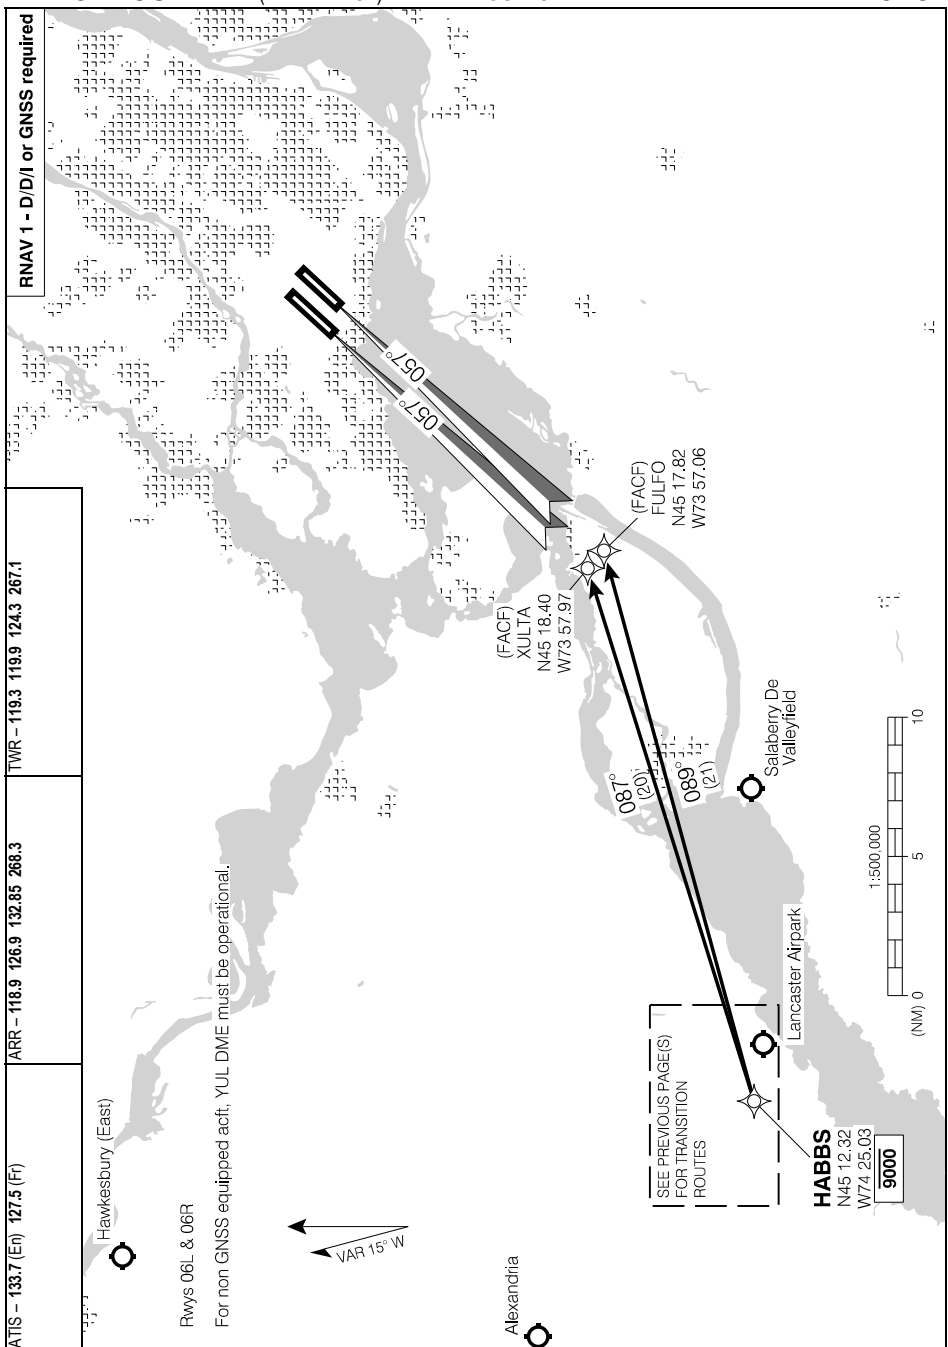 ATIS – 133.7 (En) 127.5 (Fr)
ARR – 118.9 126.9 132.85 268.3
TWR – 119.3 119.9 124.3 267.1
RNAV 1 - D/D/I or GNSS required
Hawkesbury (East)
Rwys 06L & 06R
For non GNSS equipped acft, YUL DME must be operational.
VAR 15° W
Alexandria
057°
057°
(FACF)
XULTA
N45 18.40
W73 57.97
(FACF)
FULFO
N45 17.82
W73 57.06
087°
(20)
089°
(21)
SEE PREVIOUS PAGE(S)
FOR TRANSITION
ROUTES
HABBS
N45 12.32
W74 25.03
9000
Lancaster Airpark
Salaberry De
Valleyfield
1:500,000
(NM) 0 5 10